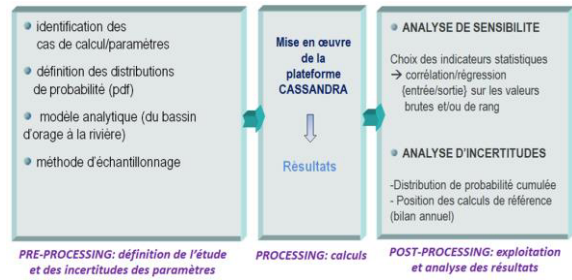 identification des
cas de calcul/paramètres
définition des distributions
de probabilité (pdf)
modèle analytique (du bassin
d'orage à la rivière)
méthode d'échantillonnage
PRE-PROCESSING: définition de l'étude
et des incertitudes des paramètres
Mise en œuvre
de la
plateforme
CASSANDRA
Résultats
PROCESSING: calculs
ANALYSE DE SENSIBILITE
Choix des indicateurs statistiques
→ corrélation/régression
{entrée/sortie} sur les valeurs
brutes et/ou de rang
ANALYSE D'INCERTITUDES
-Distribution de probabilité cumulée
- Position des calculs de référence
(bilan annuel)
POST-PROCESSING: exploitation
et analyse des résultats